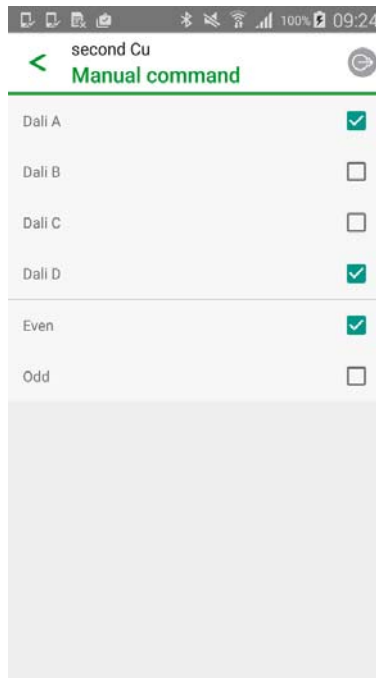 100% 09:24
second Cu
Manual command
Dali A
Dali B
Dali C
Dali D
Even
Odd